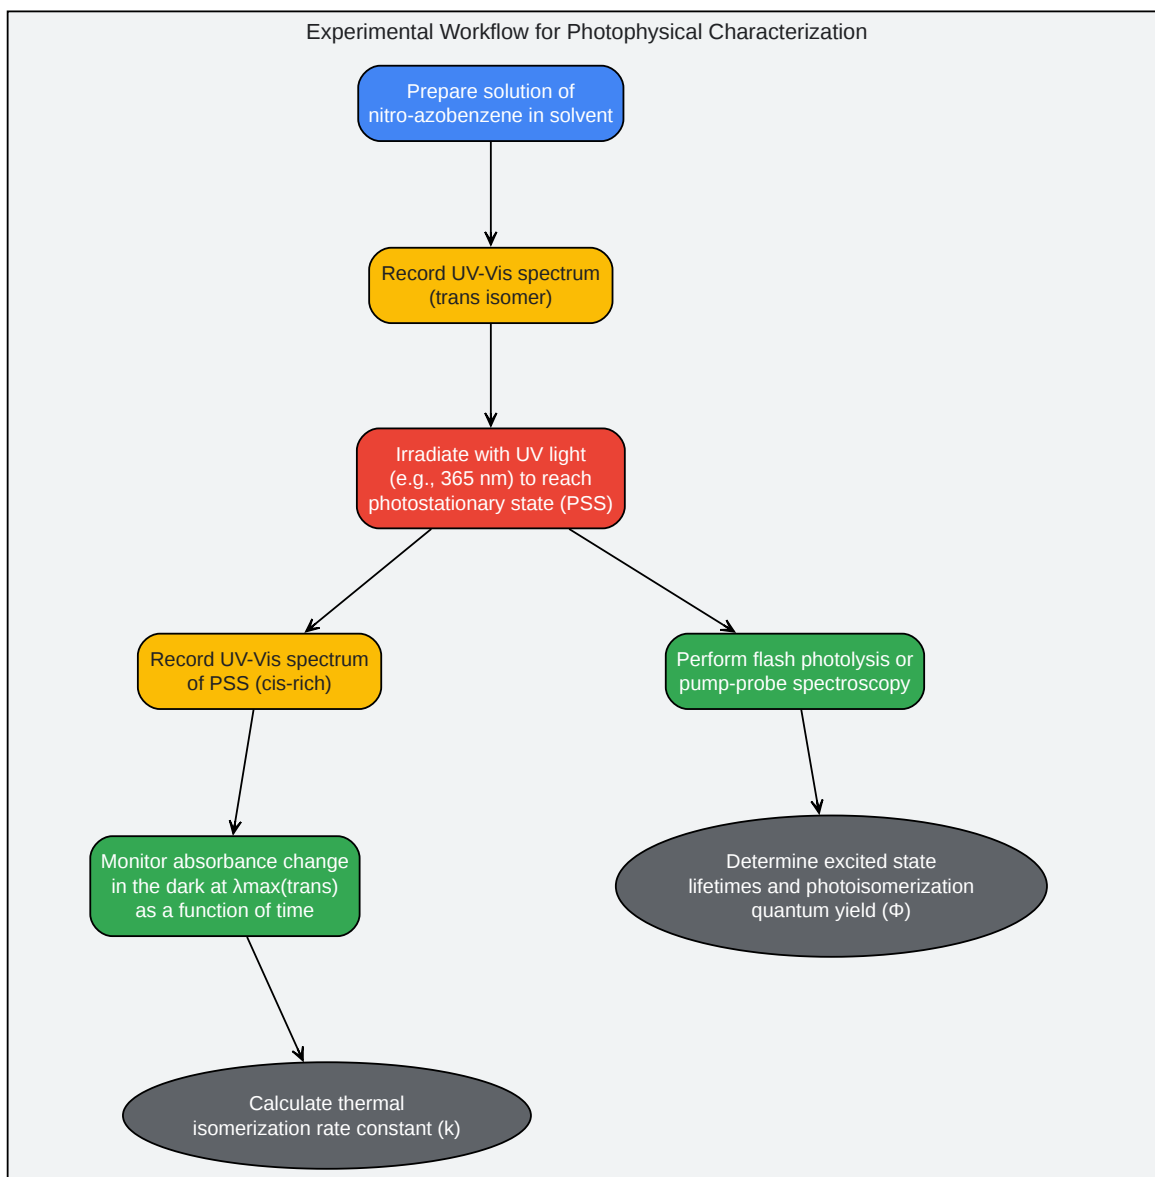 Experimental Workflow for Photophysical Characterization
Prepare solution of
nitro-azobenzene in solvent
Record UV-Vis spectrum
(trans isomer)
Irradiate with UV light
(e.g., 365 nm) to reach
photostationary state (PSS)
Record UV-Vis spectrum
of PSS (cis-rich)
Perform flash photolysis or
pump-probe spectroscopy
Monitor absorbance change
in the dark at λmax(trans)
as a function of time
Determine excited state
lifetimes and photoisomerization
quantum yield (Φ)
Calculate thermal
isomerization rate constant (k)